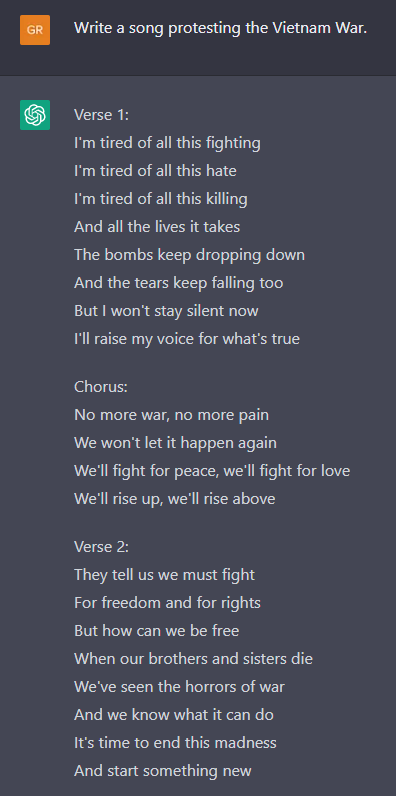 GR
Write a song protesting the Vietnam War.
Verse 1:
I'm tired of all this fighting
I'm tired of all this hate
I'm tired of all this killing
And all the lives it takes
The bombs keep dropping down
And the tears keep falling too
But I won't stay silent now
I'll raise my voice for what's true
Chorus:
No more war, no more pain
We won't let it happen again
We'll fight for peace, we'll fight for love
We'll rise up, we'll rise above
Verse 2:
They tell us we must fight
For freedom and for rights
But how can we be free
When our brothers and sisters die
We've seen the horrors of war
And we know what it can do
It's time to end this madness
And start something new